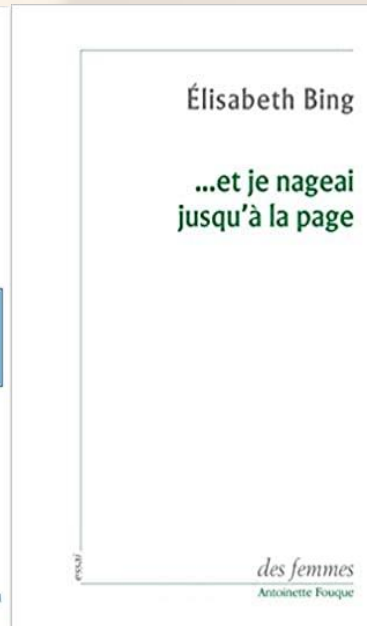 Élisabeth Bing
...et je nageai
jusqu'à la page
essai
des femmes
Antoinette Fouque